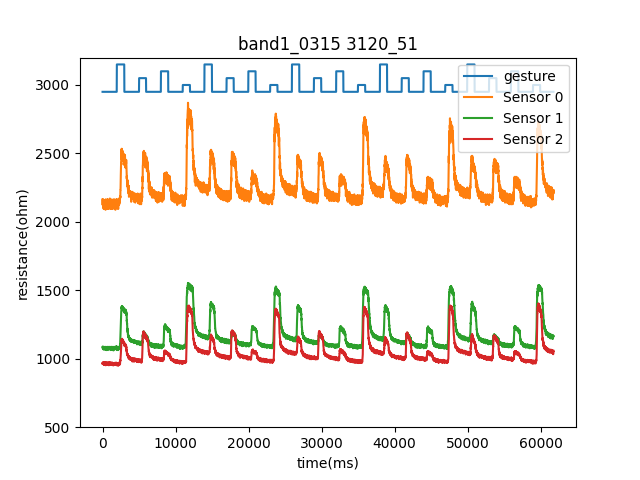 band1_0315 3120_51
gesture
Sensor 0
Sensor 1
Sensor 2
3000
2500
2000
1500
1000
500
resistance(ohm)
0
10000
20000
30000
40000
50000
60000
time(ms)